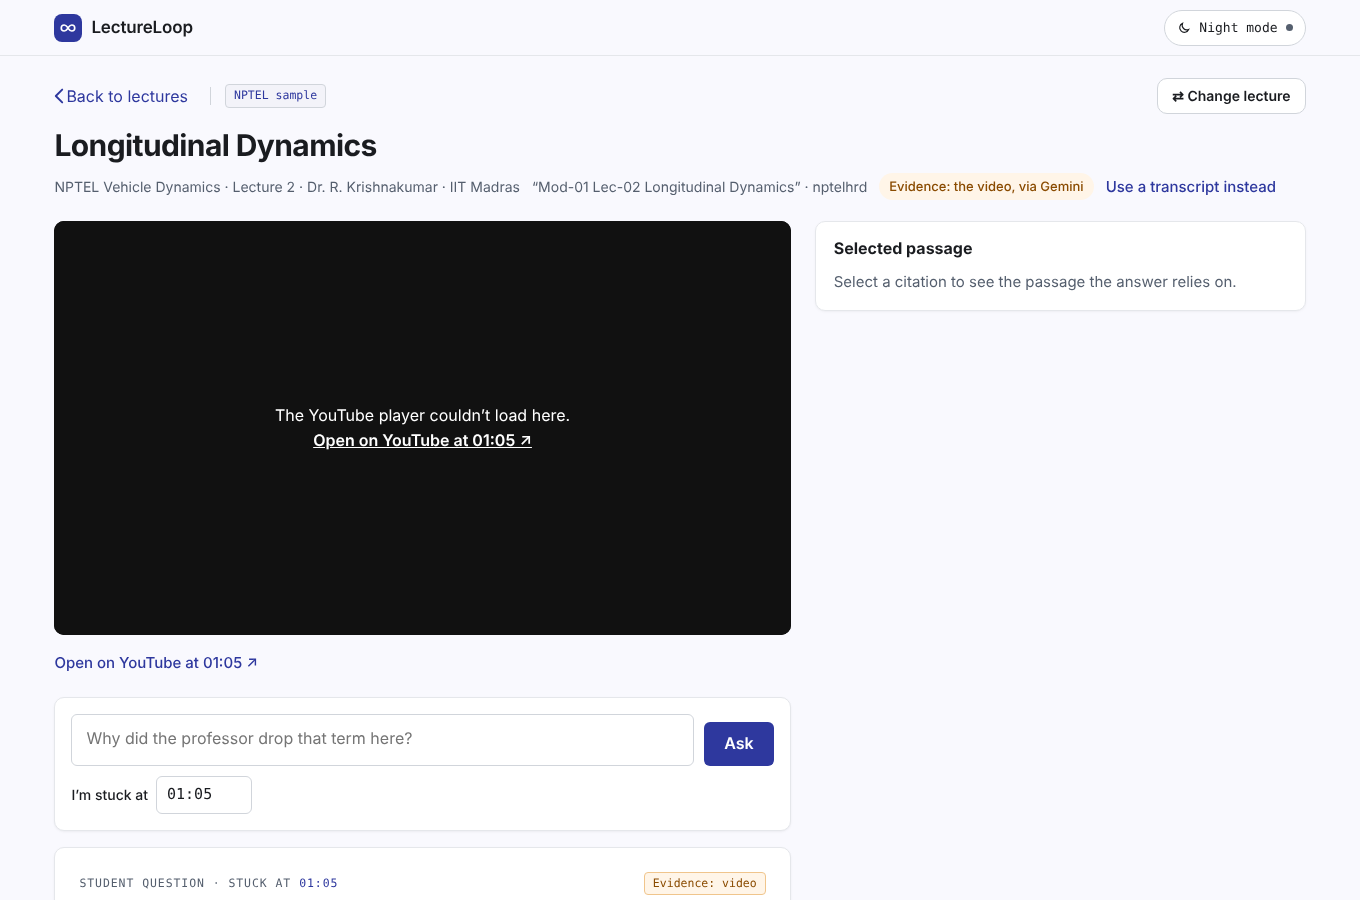 LectureLoop
Night mode
Back to lectures
NPTEL sample
⇄ Change lecture
Longitudinal Dynamics
NPTEL Vehicle Dynamics · Lecture 2 · Dr. R. Krishnakumar · IIT Madras “Mod-01 Lec-02 Longitudinal Dynamics” · nptelhrd Evidence: the video, via Gemini Use a transcript instead
The YouTube player couldn’t load here.
Open on YouTube at 01:05 ↗
Selected passage
Select a citation to see the passage the answer relies on.
Open on YouTube at 01:05 ↗
Why did the professor drop that term here?
Ask
I’m stuck at 01:05
STUDENT QUESTION · STUCK AT 01:05
Evidence: video